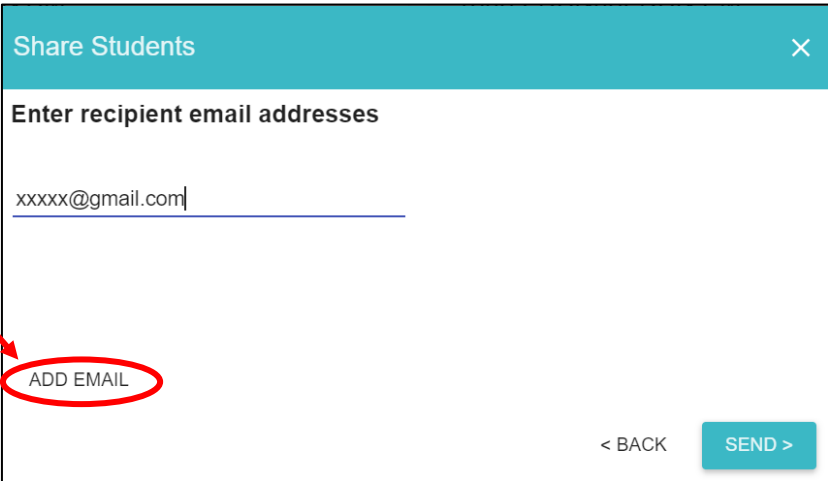 Share Students
Enter recipient email addresses
xxxxx@gmail.com
ADD EMAIL
< BACK SEND >